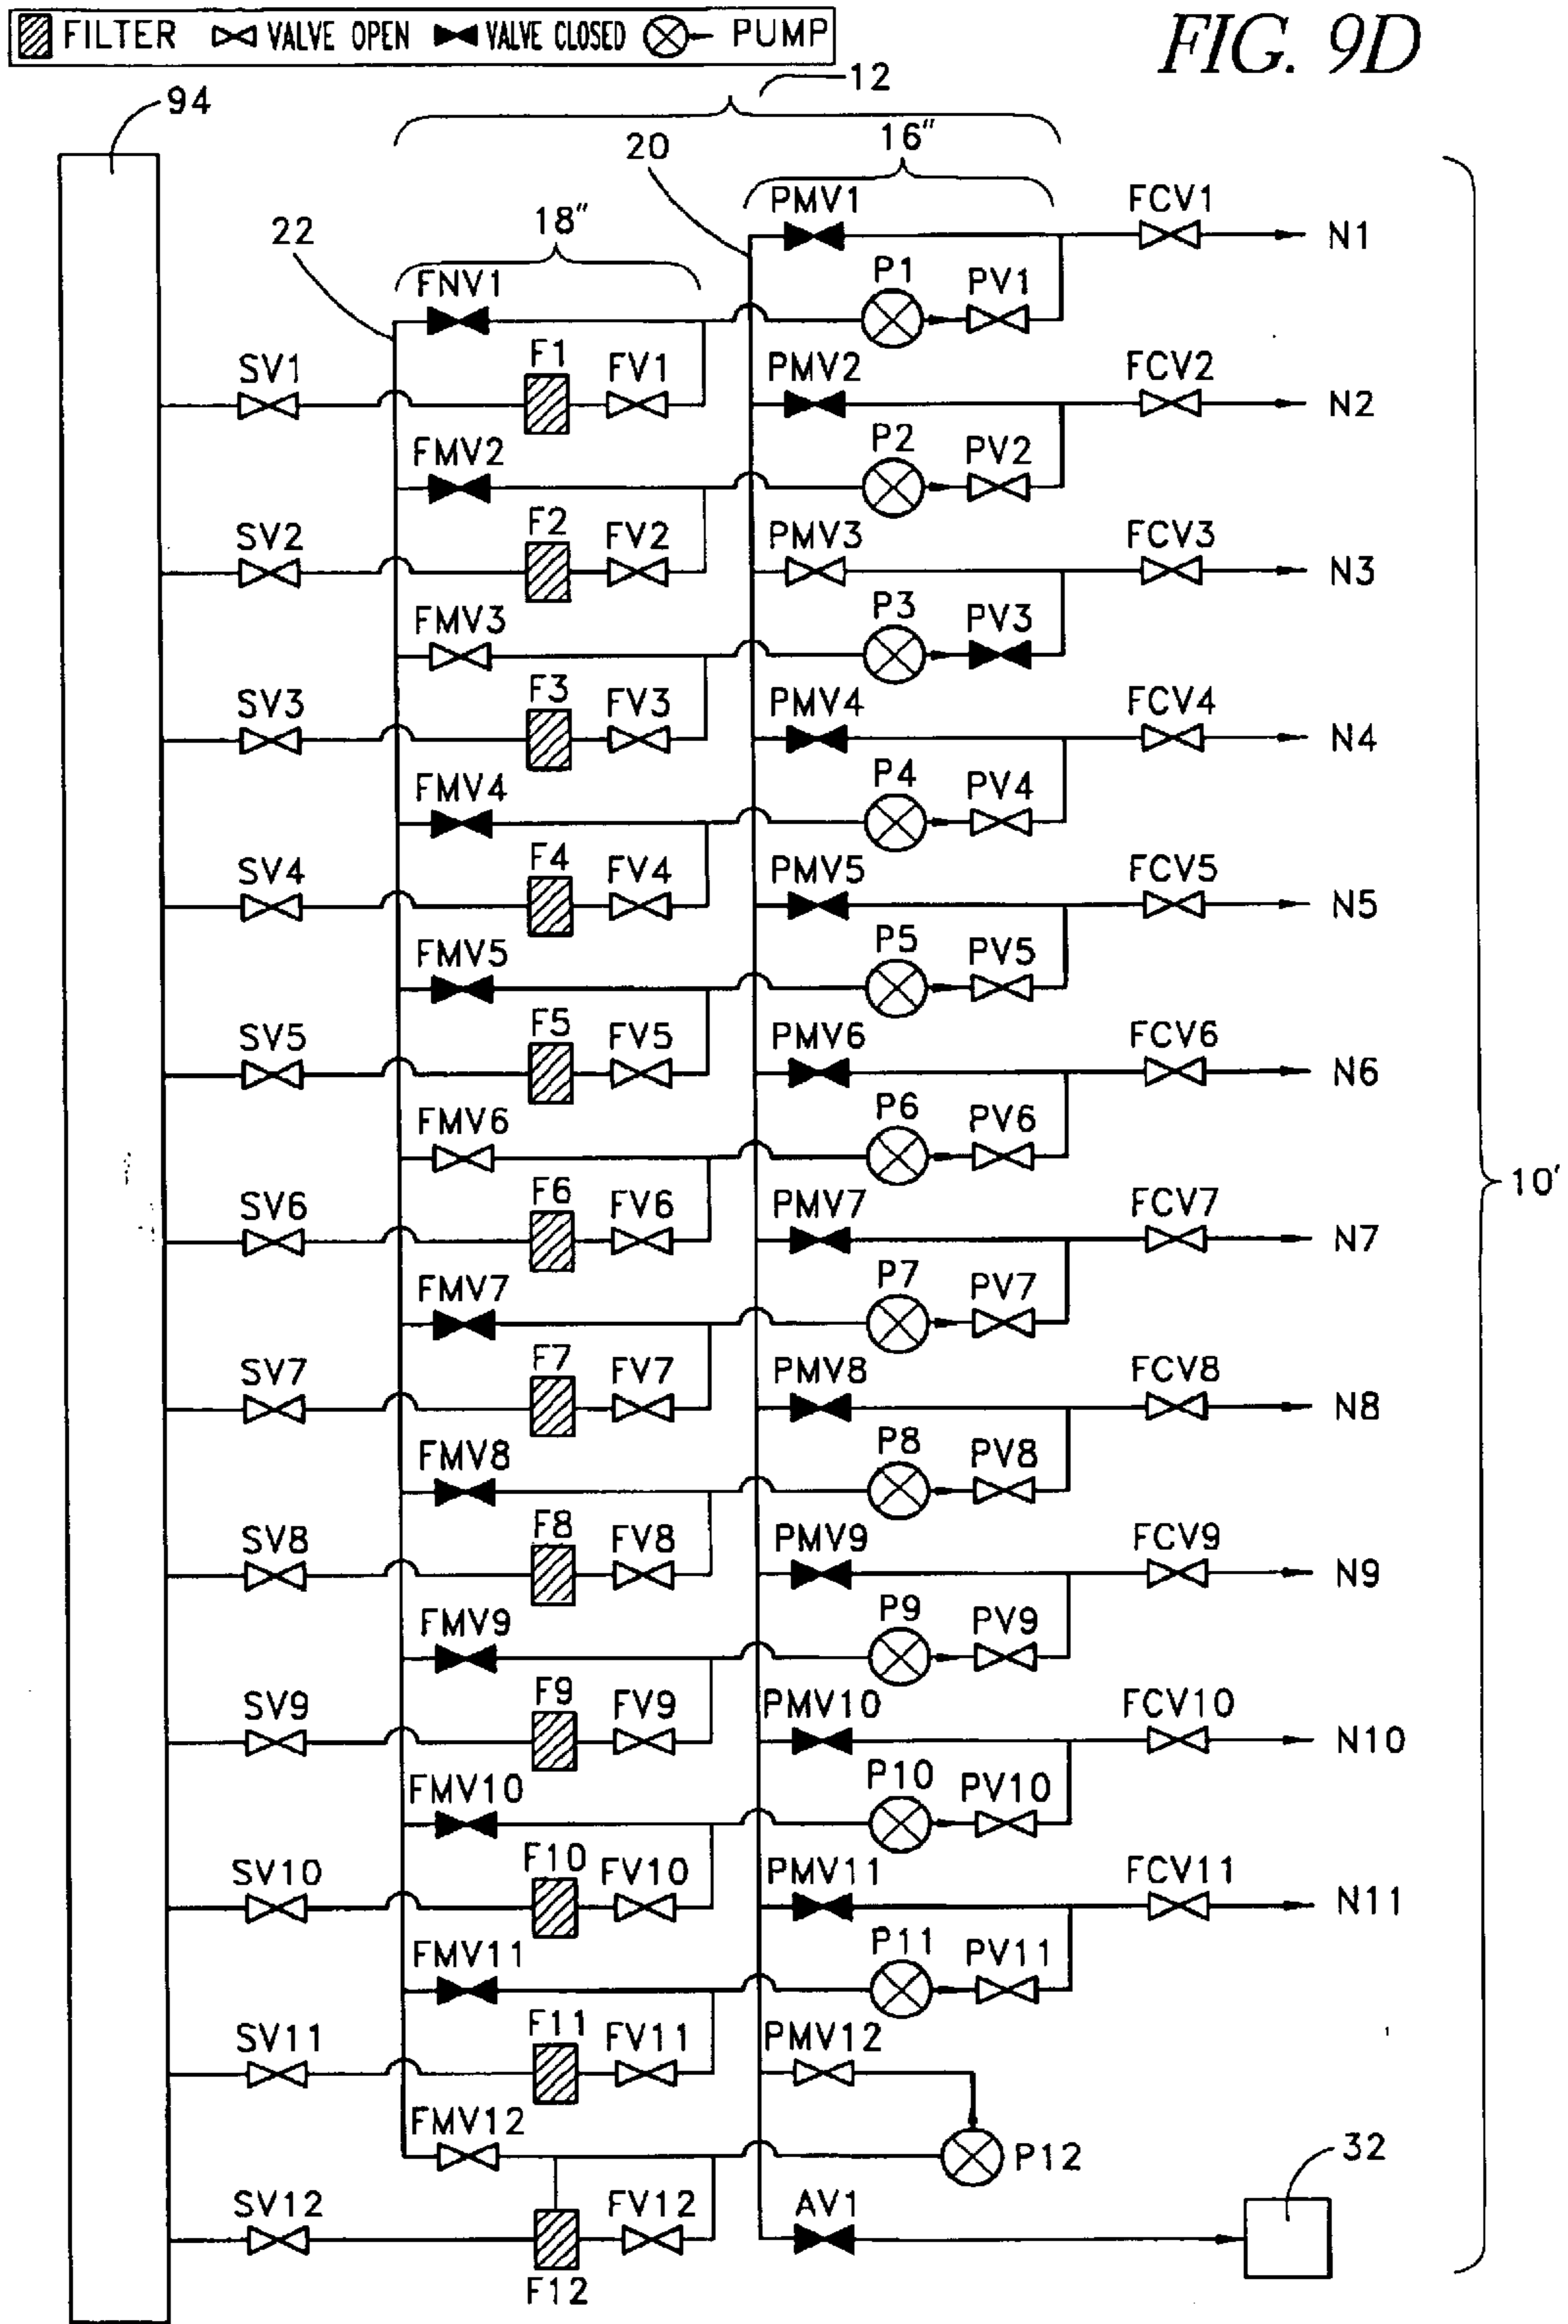 FILTER VALVE OPEN VALVE CLOSED PUMP
FIG. 9D
12
94
20 16"
PMV1 FCV1
N1
22 18"
FNV1 P1 PV1
SV1 F1 FV1 PMV2 FCV2
N2
FMV2 P2 PV2
SV2 F2 FV2 PMV3 FCV3
N3
FMV3 P3 PV3
SV3 F3 FV3 PMV4 FCV4
N4
FMV4 P4 PV4
SV4 F4 FV4 PMV5 FCV5
N5
FMV5 P5 PV5
SV5 F5 FV5 PMV6 FCV6
N6
FMV6 P6 PV6
10'
SV6 F6 FV6 PMV7 FCV7
N7
FMV7 P7 PV7
SV7 F7 FV7 PMV8 FCV8
N8
FMV8 P8 PV8
SV8 F8 FV8 PMV9 FCV9
N9
FMV9 P9 PV9
SV9 F9 FV9 PMV10 FCV10
N10
FMV10 P10 PV10
SV10 F10 FV10 PMV11 FCV11
N11
FMV11 P11 PV11
SV11 F11 FV11 PMV12
FMV12 P12
32
SV12 FV12 AV1
F12